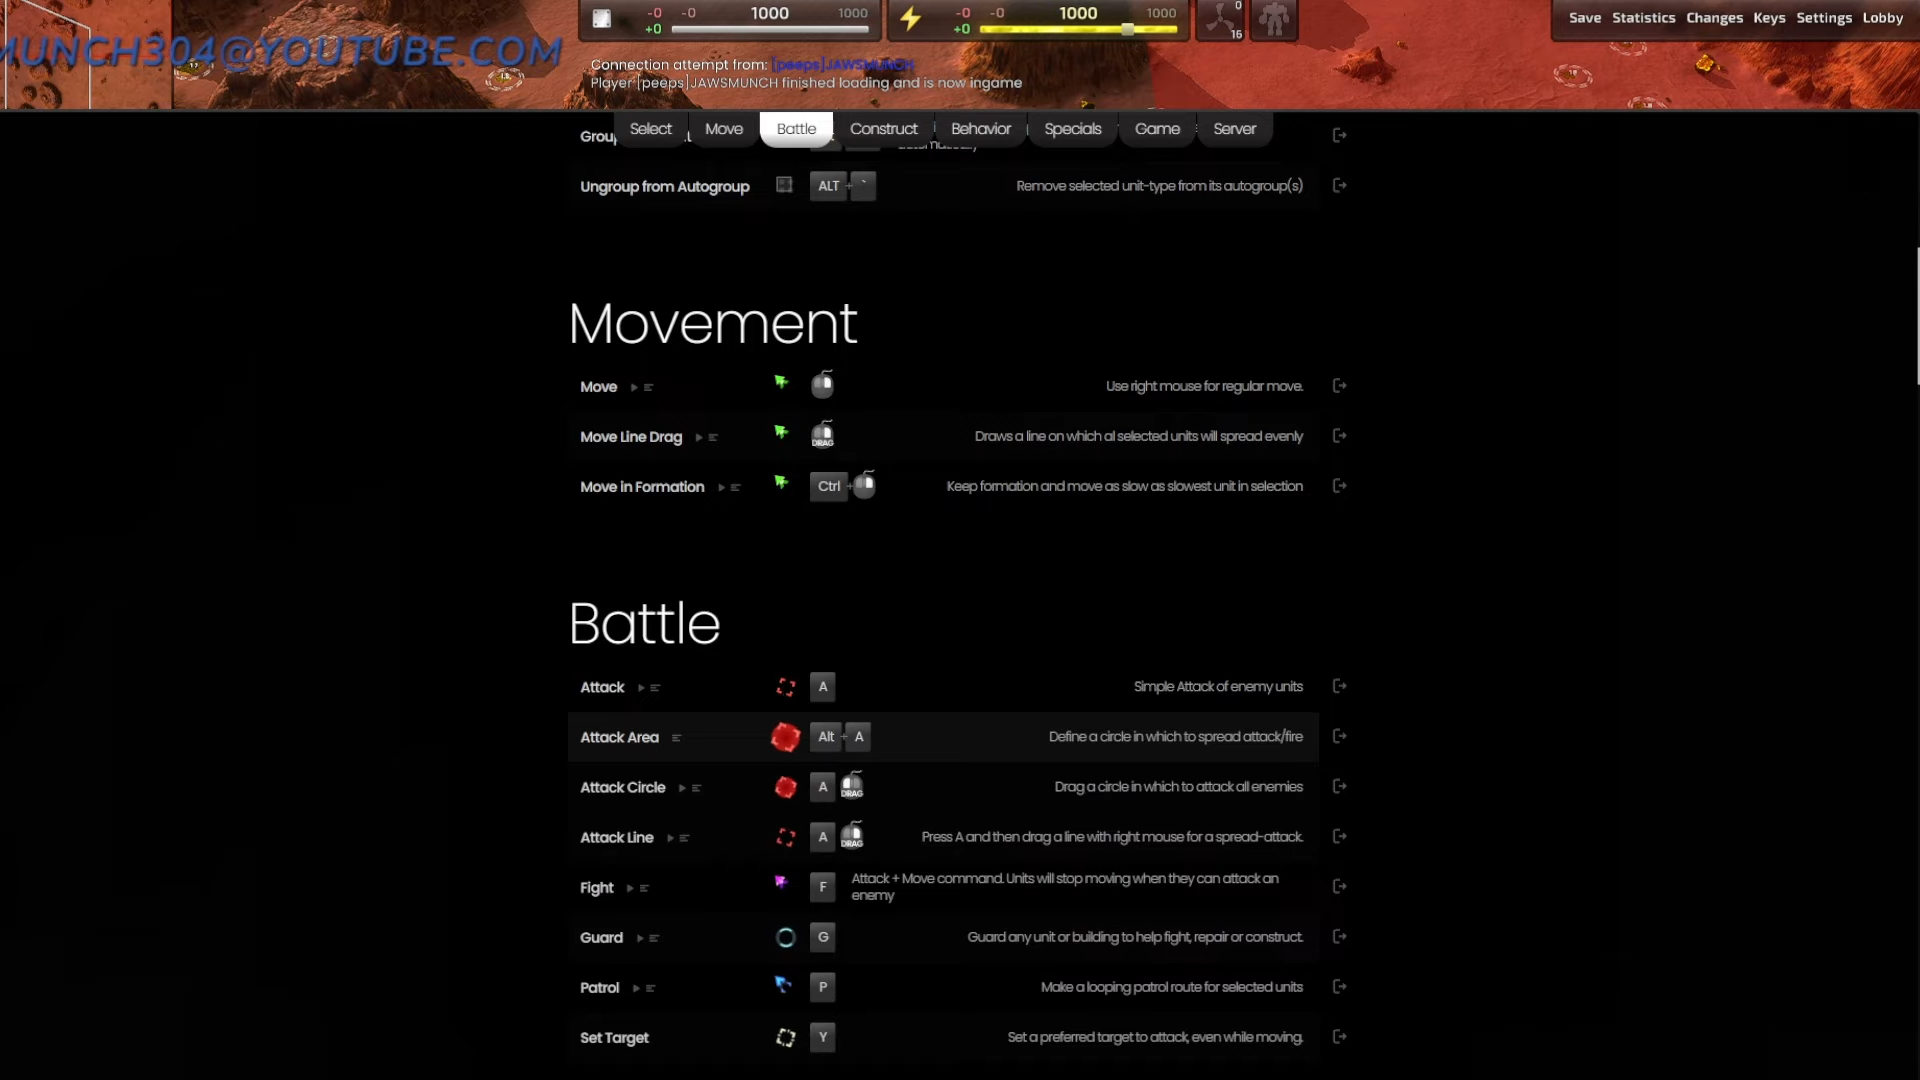 MUNCH304@YOUTUBE.COM
-0 -0 1000 1000
+0
-0 -0 1000 1000
+0
0
16
Save Statistics Changes Keys Settings Lobby
Connection attempt from: [peeps]JAWSMUNCH
Player [peeps]JAWSMUNCH finished loading and is now ingame
Select Move Battle Construct Behavior Specials Game Server
automatically
Ungroup from Autogroup ALT + ` Remove selected unit-type from its autogroup(s)
Movement
Move Use right mouse for regular move.
Move Line Drag DRAG Draws a line on which al selected units will spread evenly
Move in Formation Ctrl + Keep formation and move as slow as slowest unit in selection
Battle
Attack A Simple Attack of enemy units
Attack Area Alt + A Define a circle in which to spread attack/fire
Attack Circle A DRAG Drag a circle in which to attack all enemies
Attack Line A DRAG Press A and then drag a line with right mouse for a spread-attack.
Fight F Attack + Move command. Units will stop moving when they can attack an
enemy
Guard G Guard any unit or building to help fight, repair or construct.
Patrol P Make a looping patrol route for selected units
Set Target Y Set a preferred target to attack, even while moving.